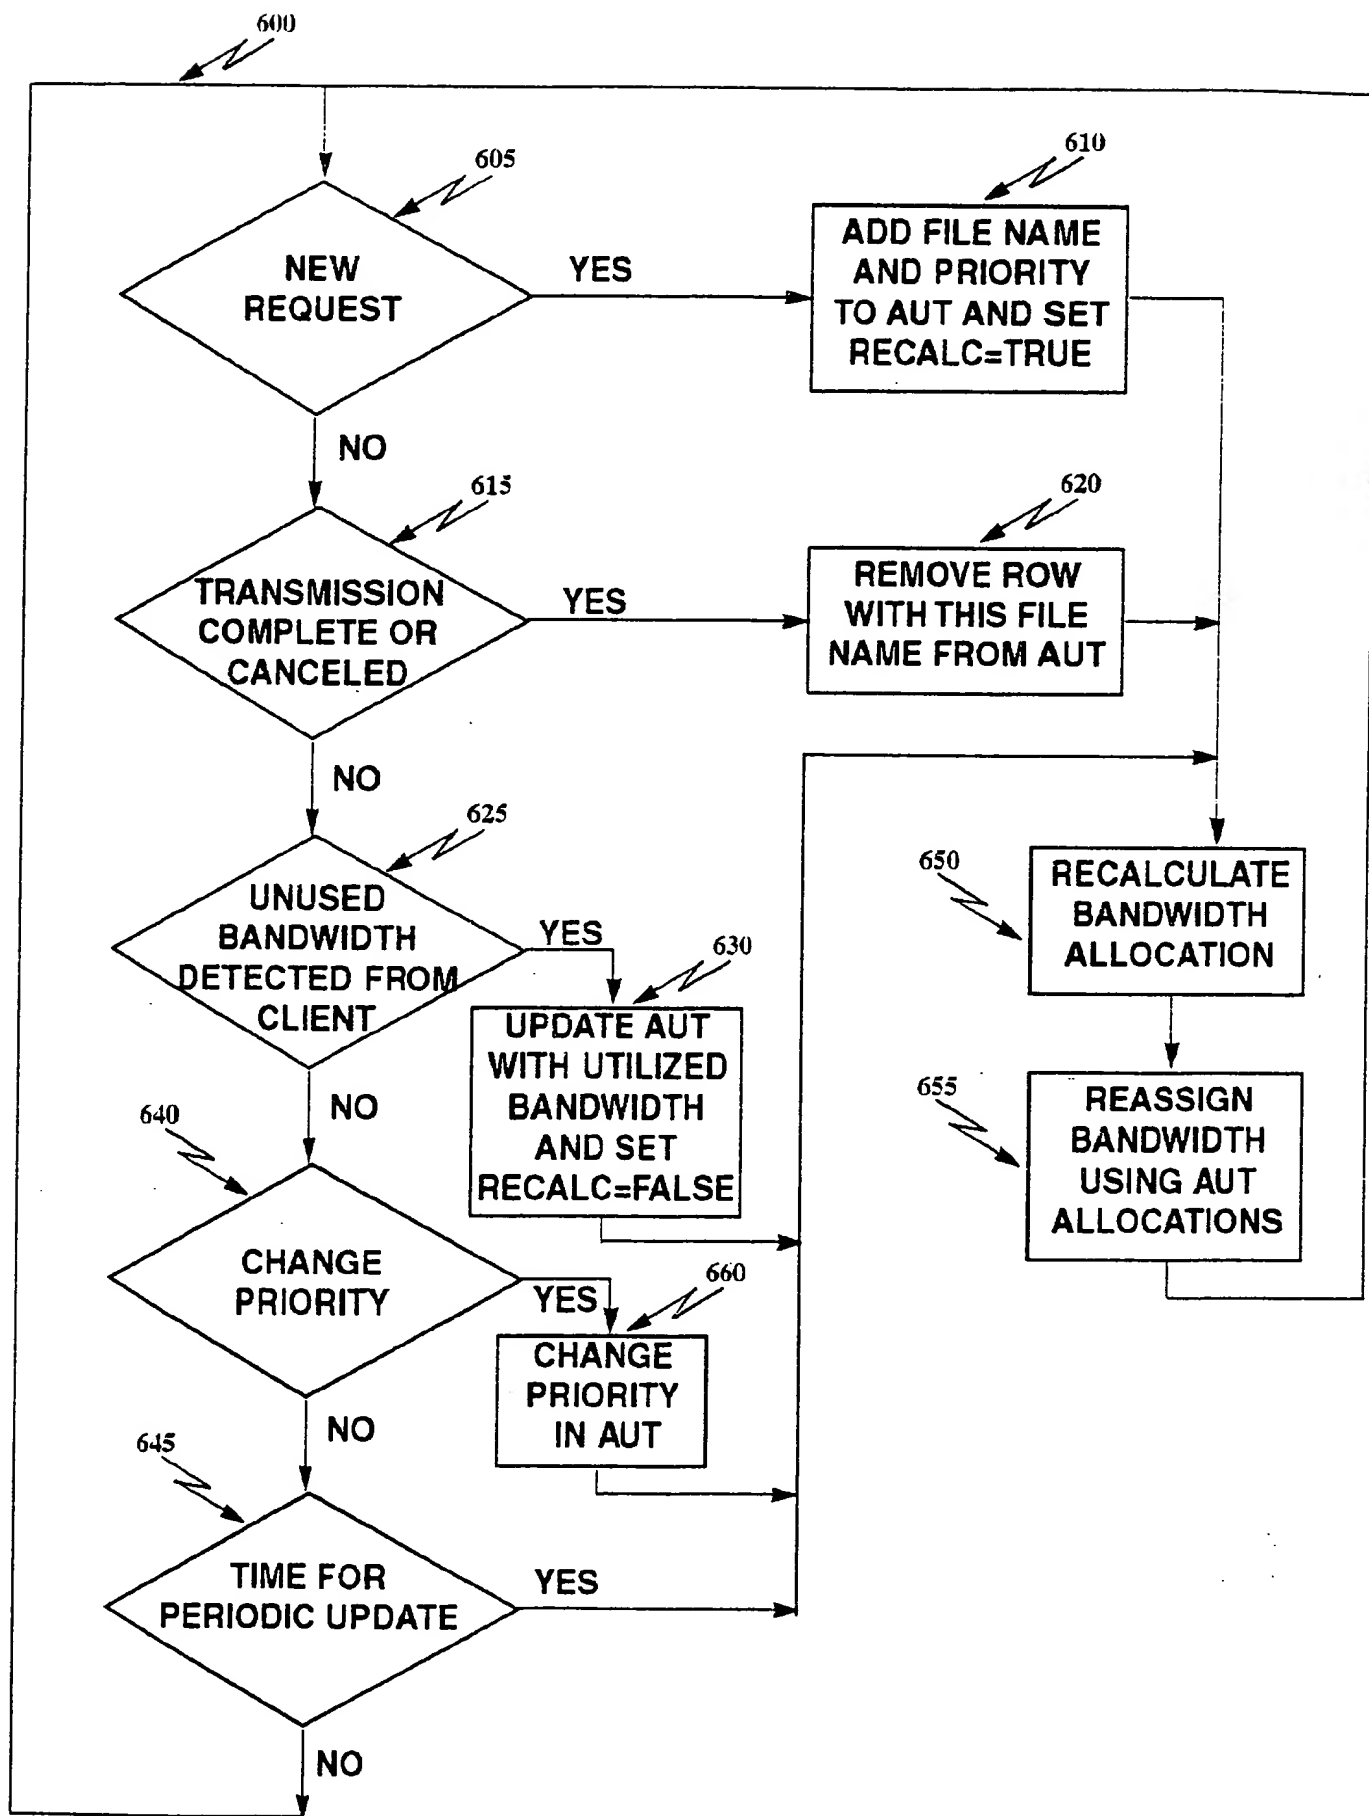 600
605
NEW
REQUEST
YES
610
ADD FILE NAME
AND PRIORITY
TO AUT AND SET
RECALC=TRUE
NO
615
TRANSMISSION
COMPLETE OR
CANCELED
YES
620
REMOVE ROW
WITH THIS FILE
NAME FROM AUT
NO
625
UNUSED
BANDWIDTH
DETECTED FROM
CLIENT
YES
630
UPDATE AUT
WITH UTILIZED
BANDWIDTH
AND SET
RECALC=FALSE
650
RECALCULATE
BANDWIDTH
ALLOCATION
655
REASSIGN
BANDWIDTH
USING AUT
ALLOCATIONS
NO
640
CHANGE
PRIORITY
YES
660
CHANGE
PRIORITY
IN AUT
NO
645
TIME FOR
PERIODIC UPDATE
YES
NO